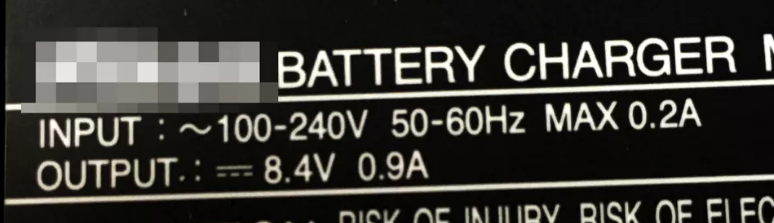 BATTERY CHARGER
INPUT : ~100-240V 50-60Hz MAX 0.2A
OUTPUT.: ⎓ 8.4V 0.9A
RISK OF INJURY. RISK OF